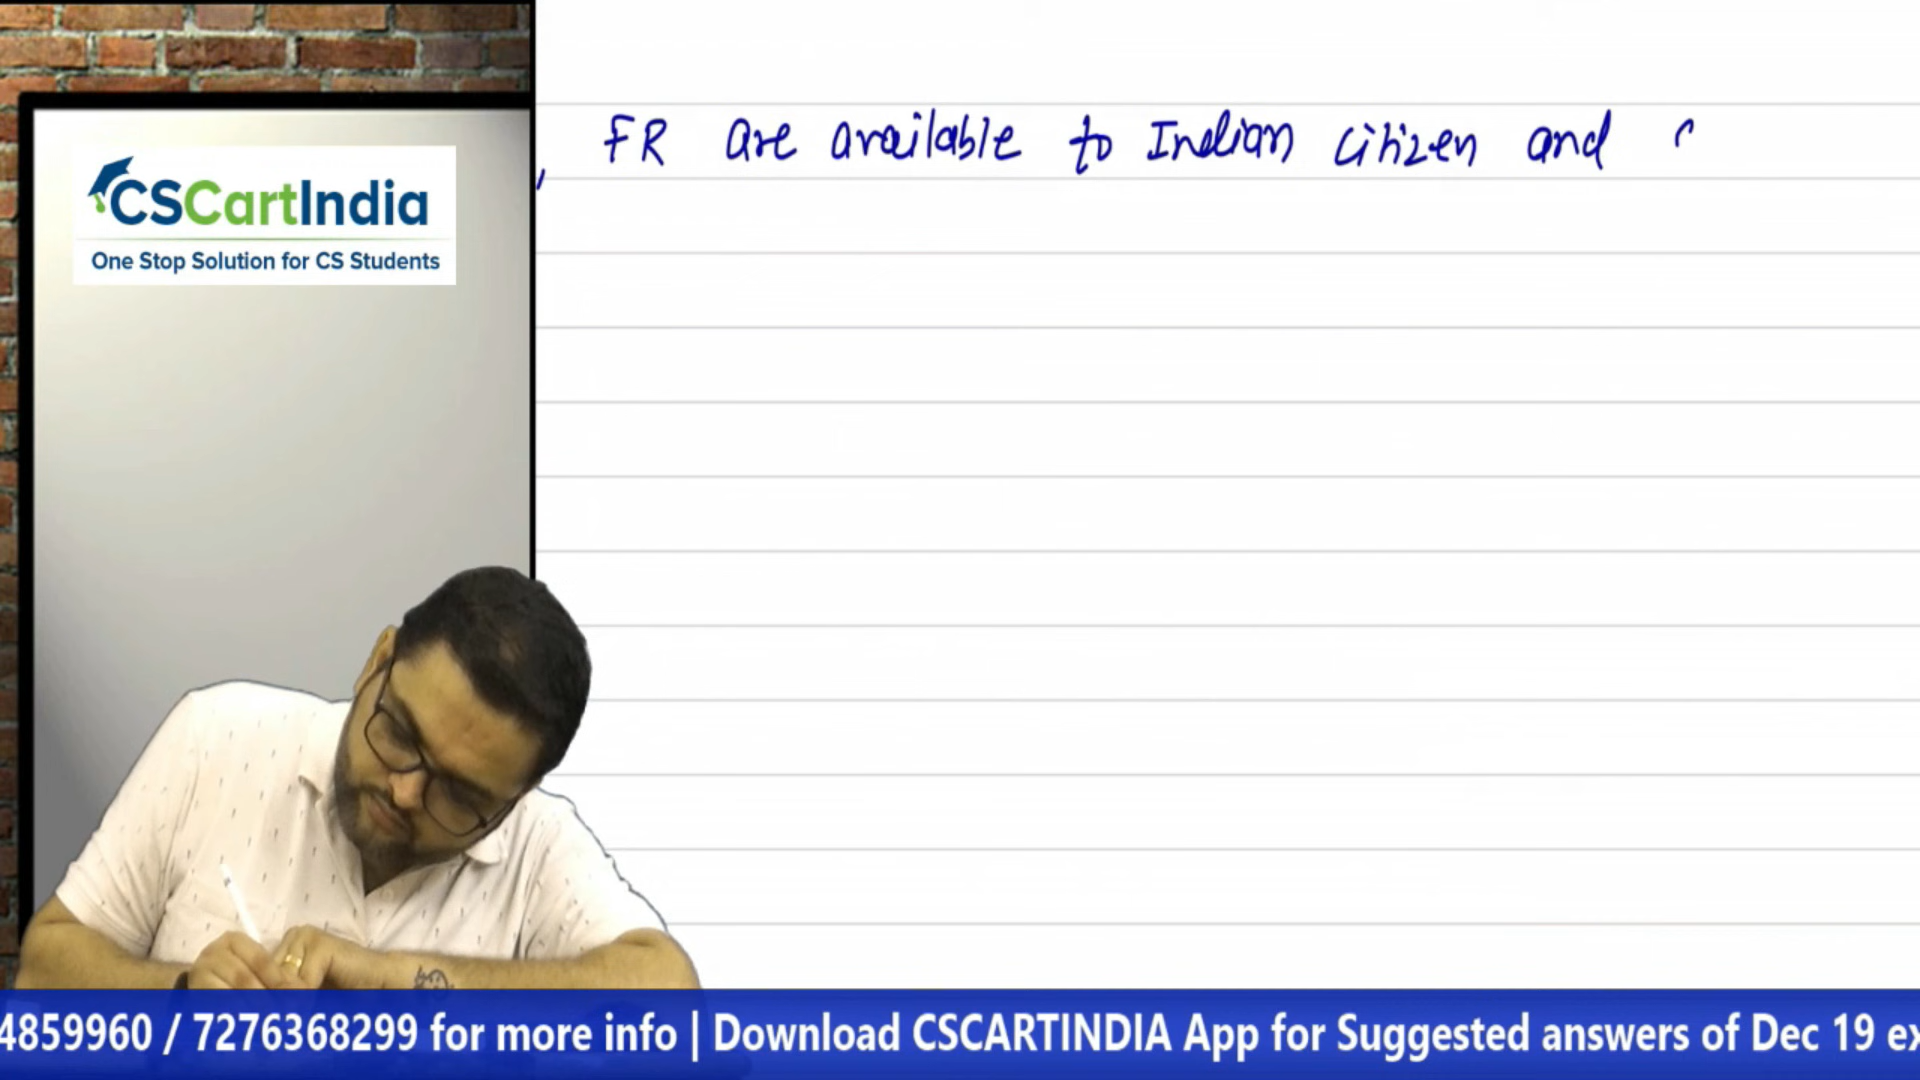 FR are available to Indian citizen and
CSCartIndia
One Stop Solution for CS Students
4859960 / 7276368299 for more info | Download CSCARTINDIA App for Suggested answers of Dec 19 ex